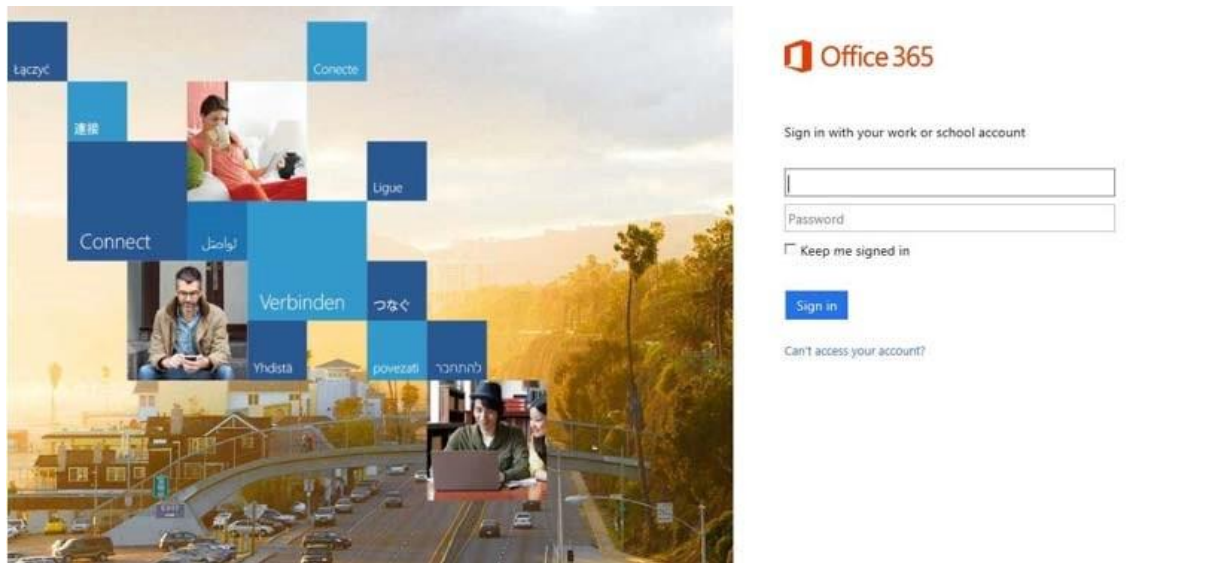 Łączyć
Conecte
連接
Ligue
Connect
تواصل
Verbinden
つなぐ
Yhdistä
povezati
להתחבר
EXIT
Office 365
Sign in with your work or school account
Password
Keep me signed in
Sign in
Can't access your account?